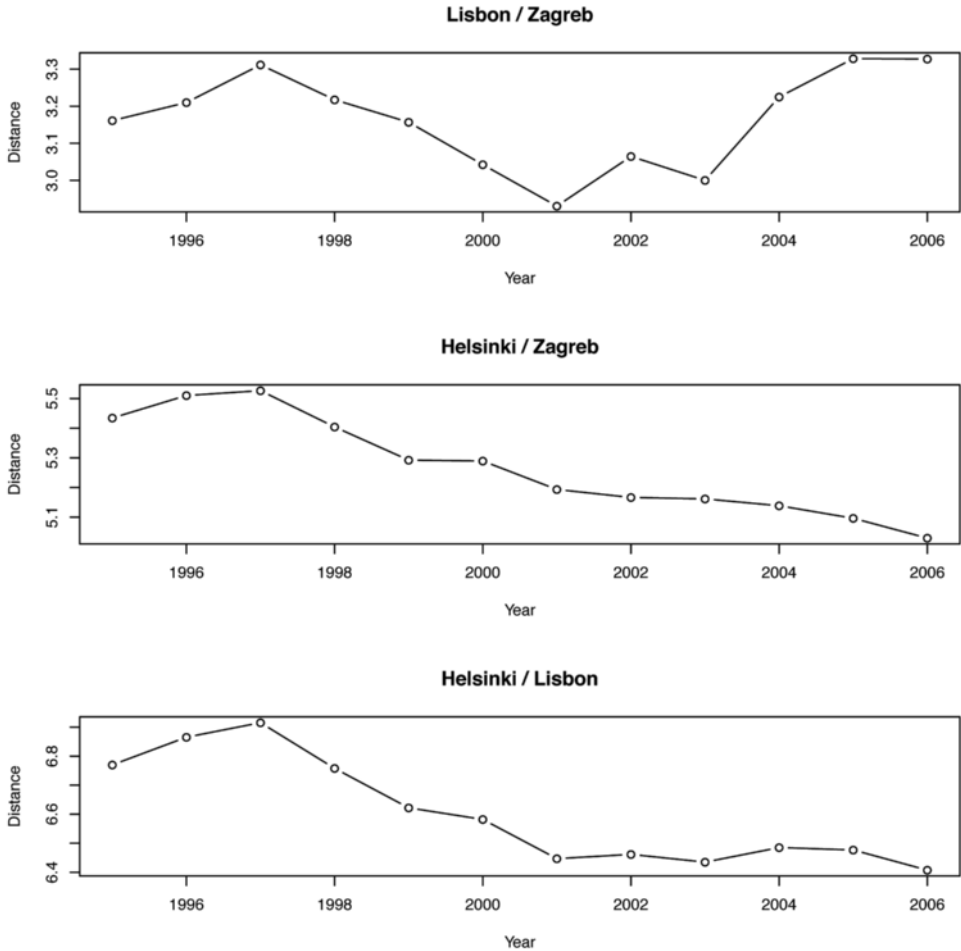 Lisbon / Zagreb
Distance
3.3
3.2
3.1
3.0
1996 1998 2000 2002 2004 2006
Year
Helsinki / Zagreb
Distance
5.5
5.3
5.1
1996 1998 2000 2002 2004 2006
Year
Helsinki / Lisbon
Distance
6.8
6.6
6.4
1996 1998 2000 2002 2004 2006
Year